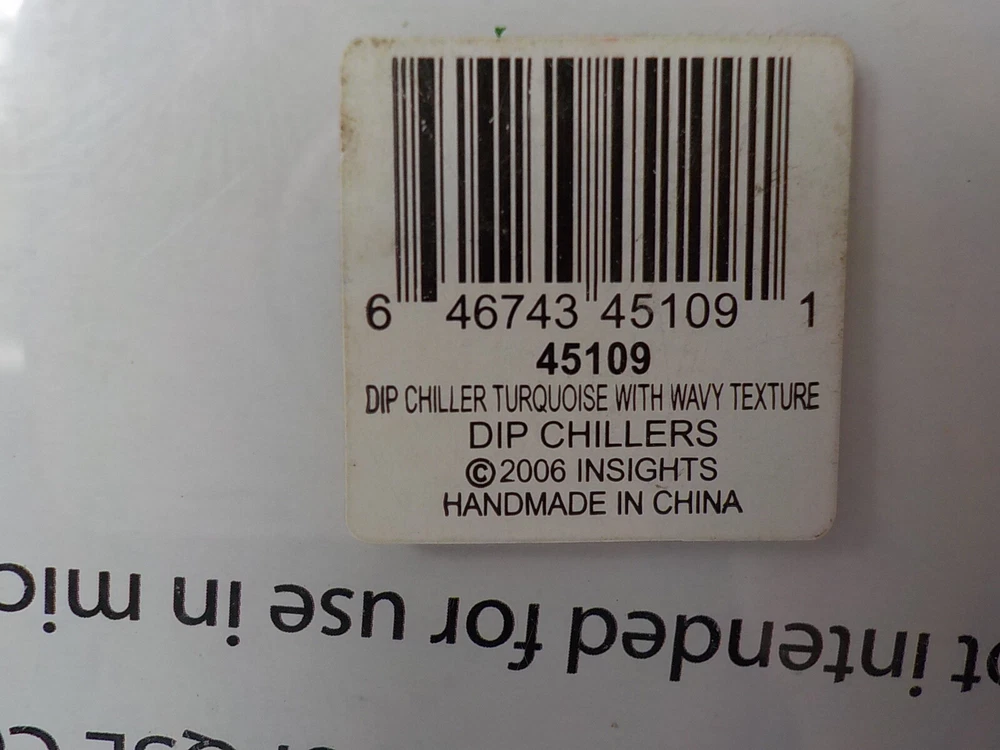 6 46743 45109 1
45109
DIP CHILLER TURQUOISE WITH WAVY TEXTURE
DIP CHILLERS
©2006 INSIGHTS
HANDMADE IN CHINA
intended for use in